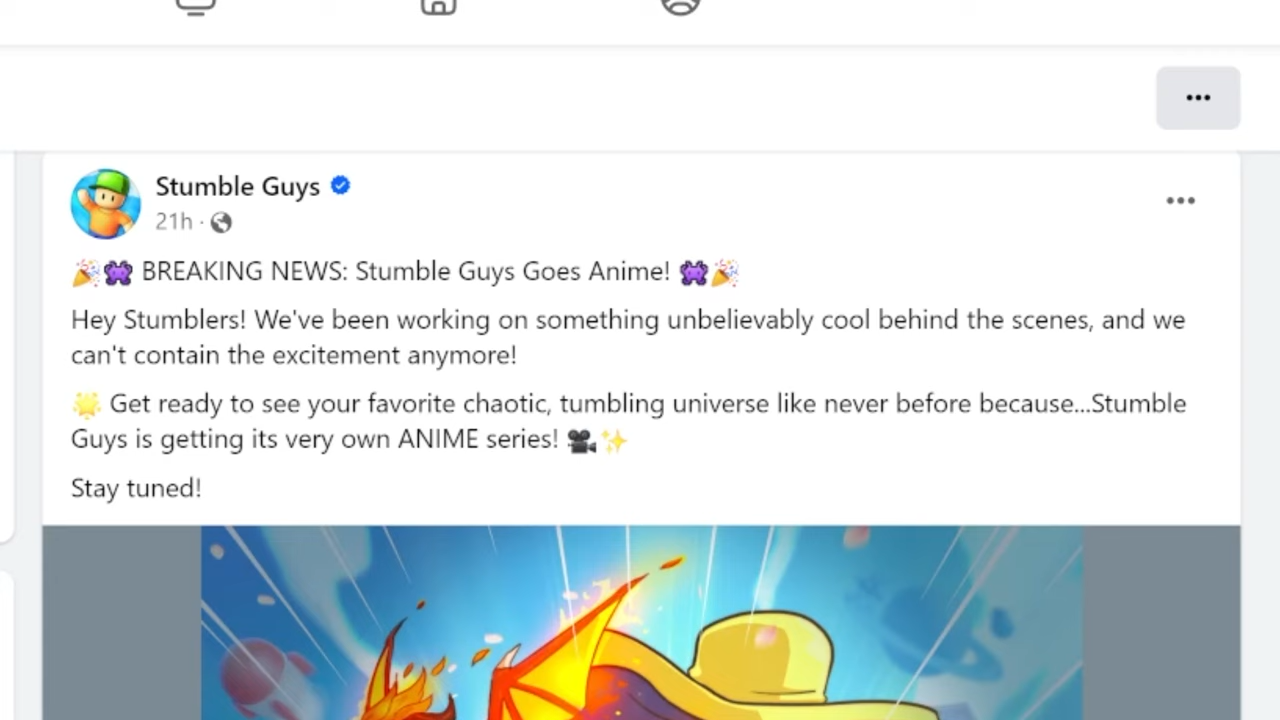 Stumble Guys
21h ·
🎉👾 BREAKING NEWS: Stumble Guys Goes Anime! 👾🎉
Hey Stumblers! We've been working on something unbelievably cool behind the scenes, and we
can't contain the excitement anymore!
🌟 Get ready to see your favorite chaotic, tumbling universe like never before because...Stumble
Guys is getting its very own ANIME series! 🎥✨
Stay tuned!